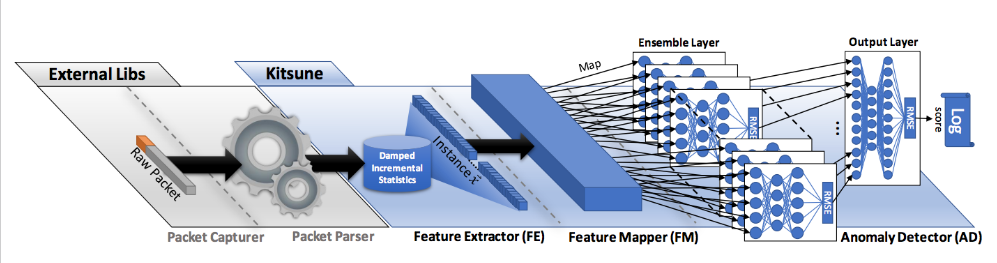 External Libs
Kitsune
Ensemble Layer
Output Layer
Map
Raw Packet
Damped
Incremental
Statistics
Instance x⃗
RMSE
RMSE
RMSE
Log
score
...
Packet Capturer
Packet Parser
Feature Extractor (FE)
Feature Mapper (FM)
Anomaly Detector (AD)